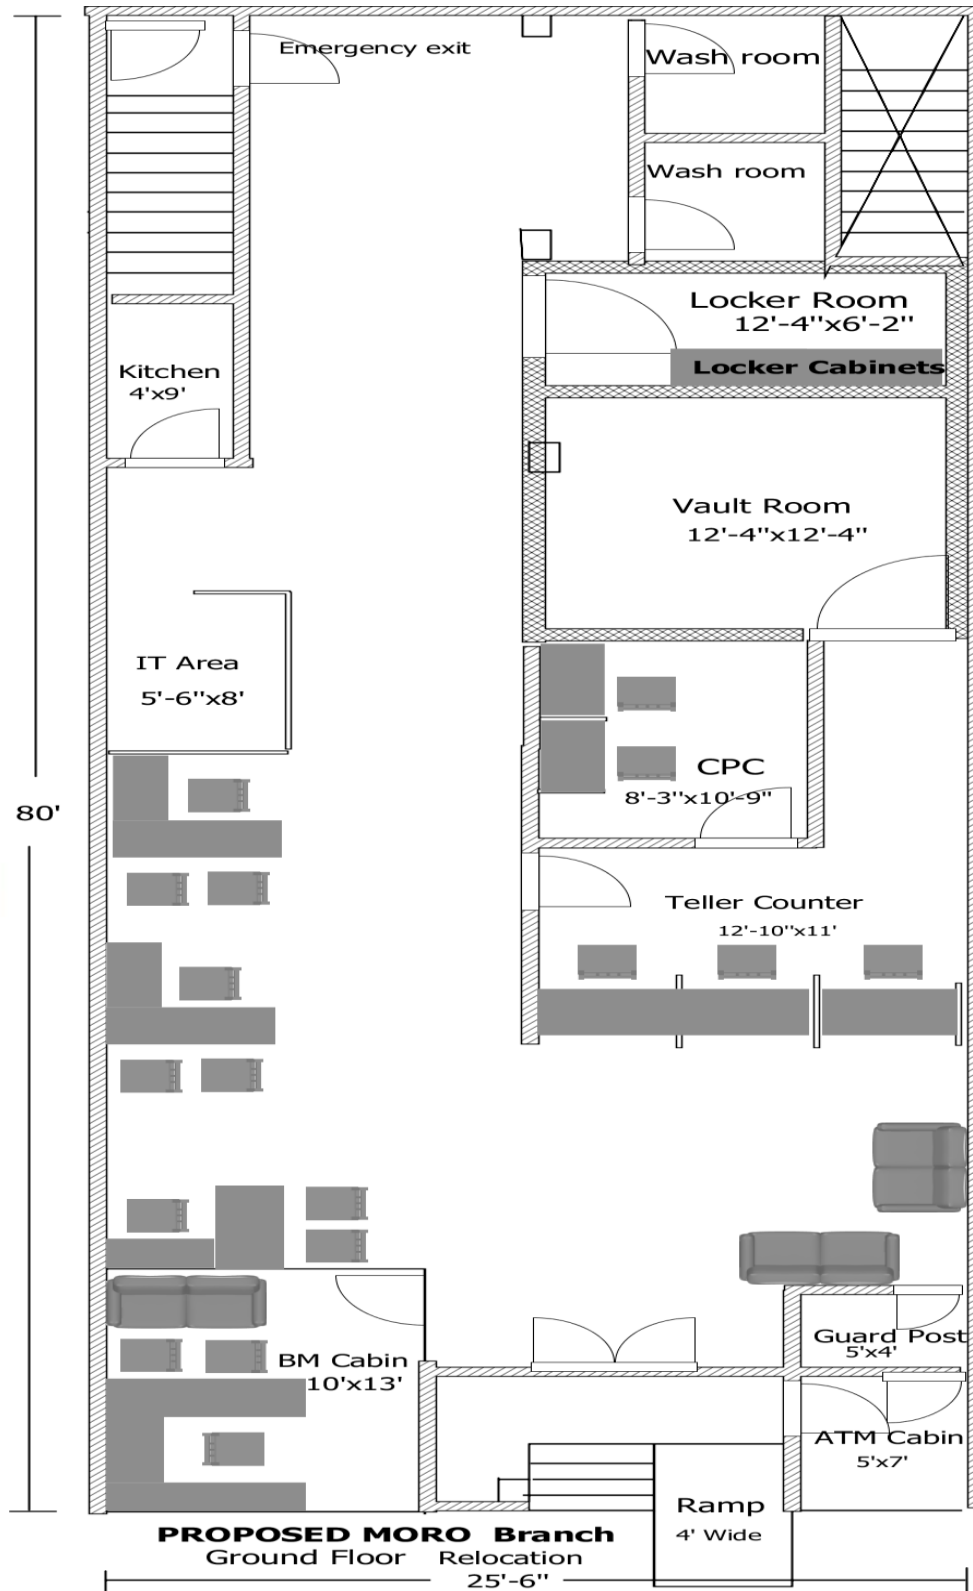 Emergency exit
Wash room
Wash room
Locker Room
12'-4"x6'-2"
Locker Cabinets
Kitchen
4'x9'
Vault Room
12'-4"x12'-4"
IT Area
5'-6"x8'
CPC
8'-3"x10'-9"
80'
Teller Counter
12'-10"x11'
Guard Post
5'x4'
BM Cabin
10'x13'
ATM Cabin
5'x7'
Ramp
4' Wide
PROPOSED MORO Branch
Ground Floor Relocation
25'-6"